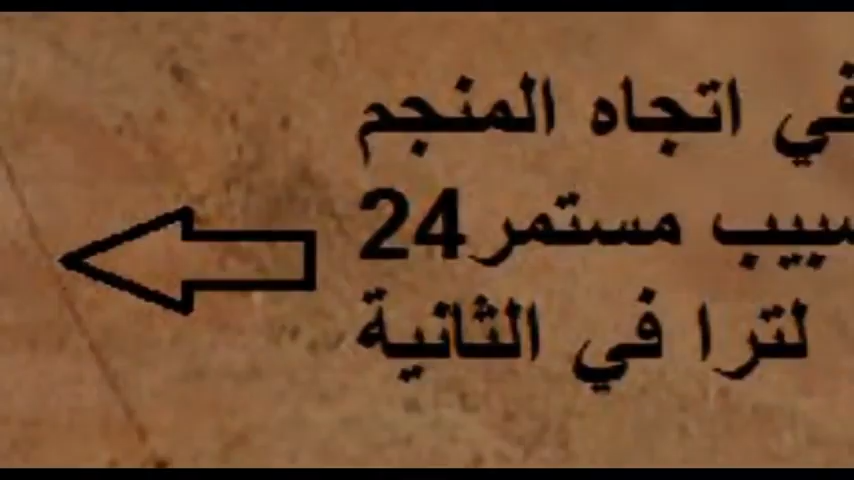 في اتجاه المنجم
مستمر24
لترا في الثانية